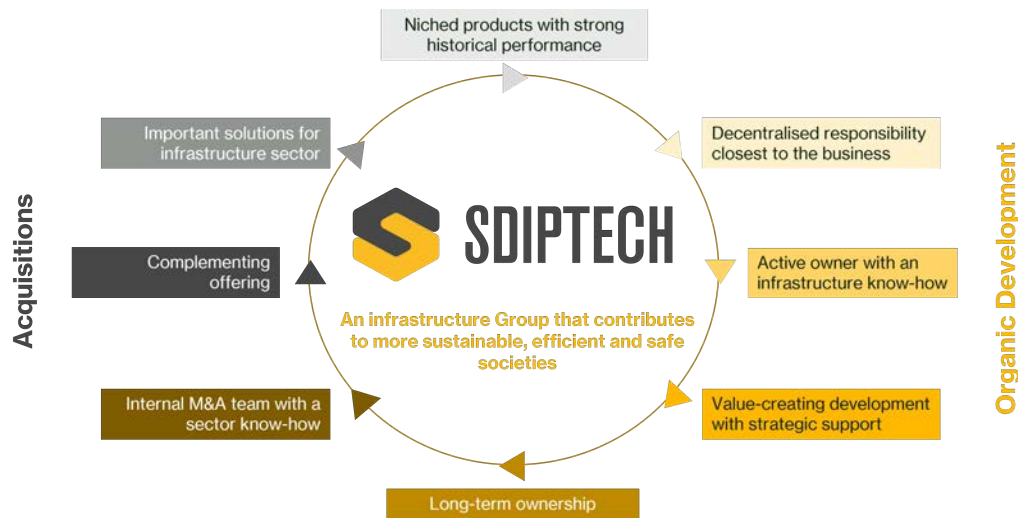 Niched products with strong
historical performance
Important solutions for
infrastructure sector
Decentralised responsibility
closest to the business
Acquisitions
Organic Development
SDIPTECH
Complementing
offering
Active owner with an
infrastructure know-how
An infrastructure Group that contributes
to more sustainable, efficient and safe
societies
Internal M&A team with a
sector know-how
Value-creating development
with strategic support
Long-term ownership